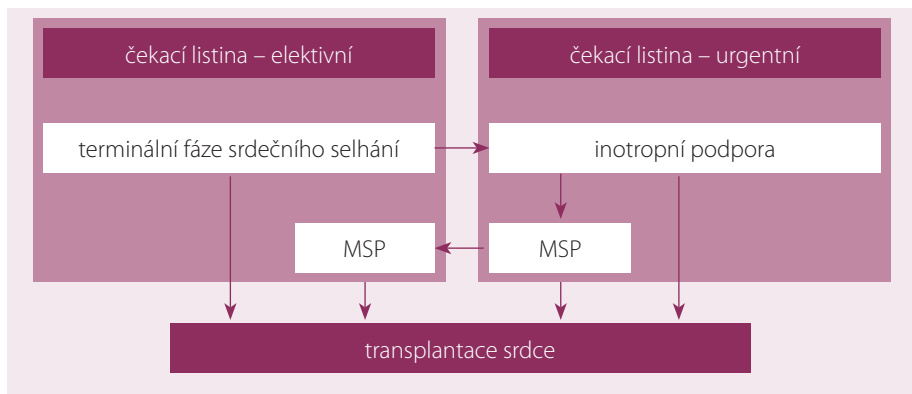 čekací listina – elektivní
čekací listina – urgentní
terminální fáze srdečního selhání
inotropní podpora
MSP
MSP
transplantace srdce